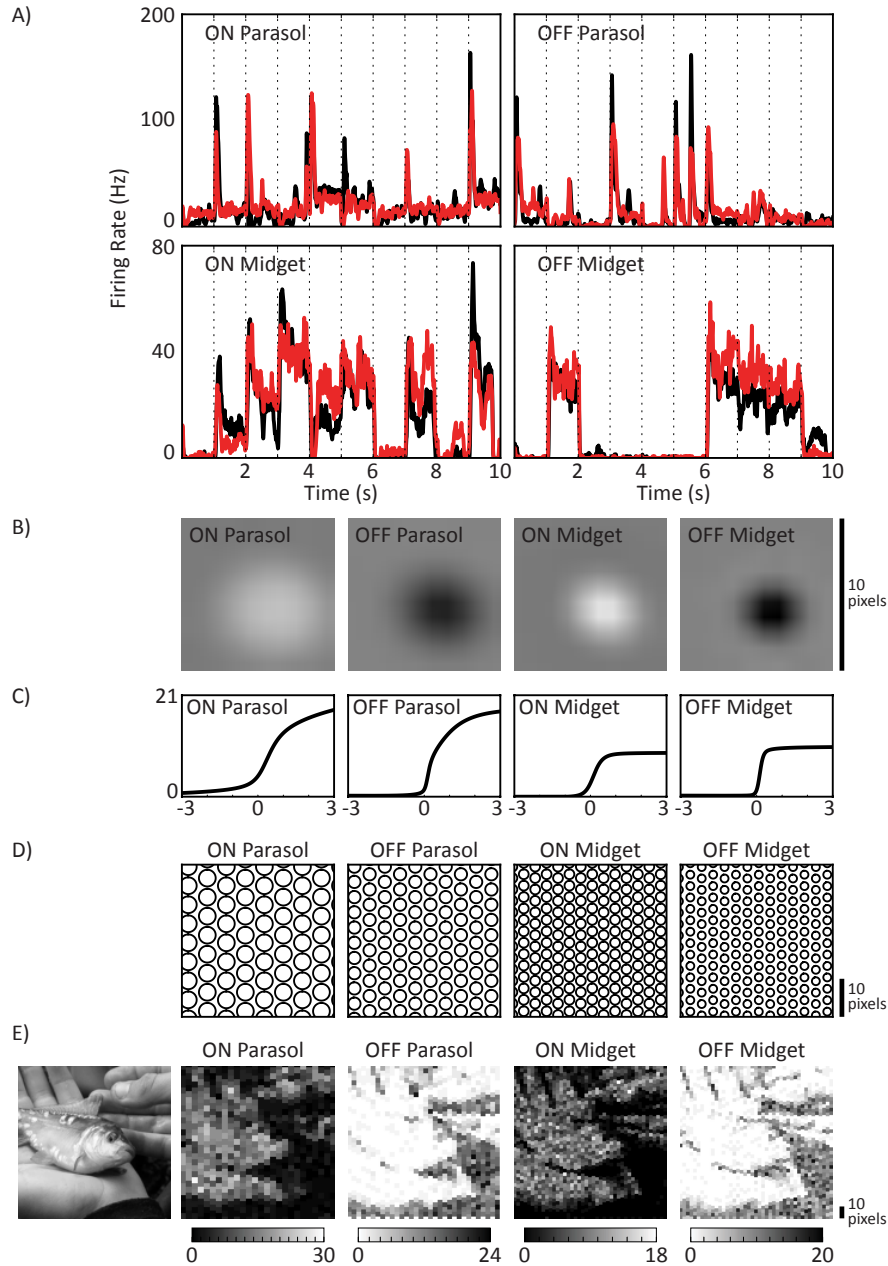 A)
200
100
0
Firing Rate (Hz)
ON Parasol
OFF Parasol
80
40
0
ON Midget
OFF Midget
2 4 6 8 10
2 4 6 8 10
Time (s)
Time (s)
B)
ON Parasol
OFF Parasol
ON Midget
OFF Midget
10
pixels
C)
21
0
ON Parasol
OFF Parasol
ON Midget
OFF Midget
-3 0 3
-3 0 3
-3 0 3
-3 0 3
D)
ON Parasol
OFF Parasol
ON Midget
OFF Midget
10
pixels
E)
ON Parasol
OFF Parasol
ON Midget
OFF Midget
10
pixels
0 30
0 24
0 18
0 20